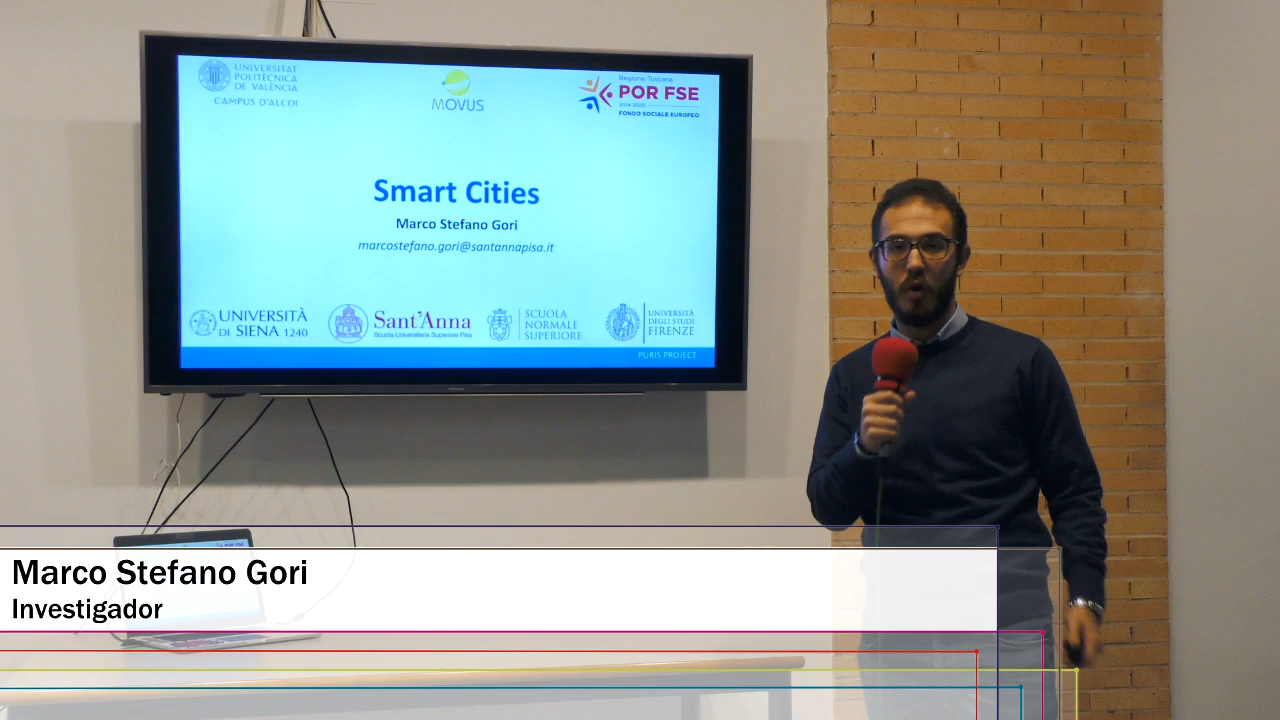 UNIVERSITAT
POLITÈCNICA
DE VALÈNCIA
CAMPUS D'ALCOI
MOVUS
Regione Toscana
POR FSE
2014-2020
FONDO SOCIALE EUROPEO
Smart Cities
Marco Stefano Gori
marcostefano.gori@santannapisa.it
UNIVERSITÀ
DI SIENA 1240
Sant'Anna
Scuola Universitaria Superiore Pisa
SCUOLA
NORMALE
SUPERIORE
UNIVERSITÀ
DEGLI STUDI
FIRENZE
PURIS PROJECT
Marco Stefano Gori
Investigador